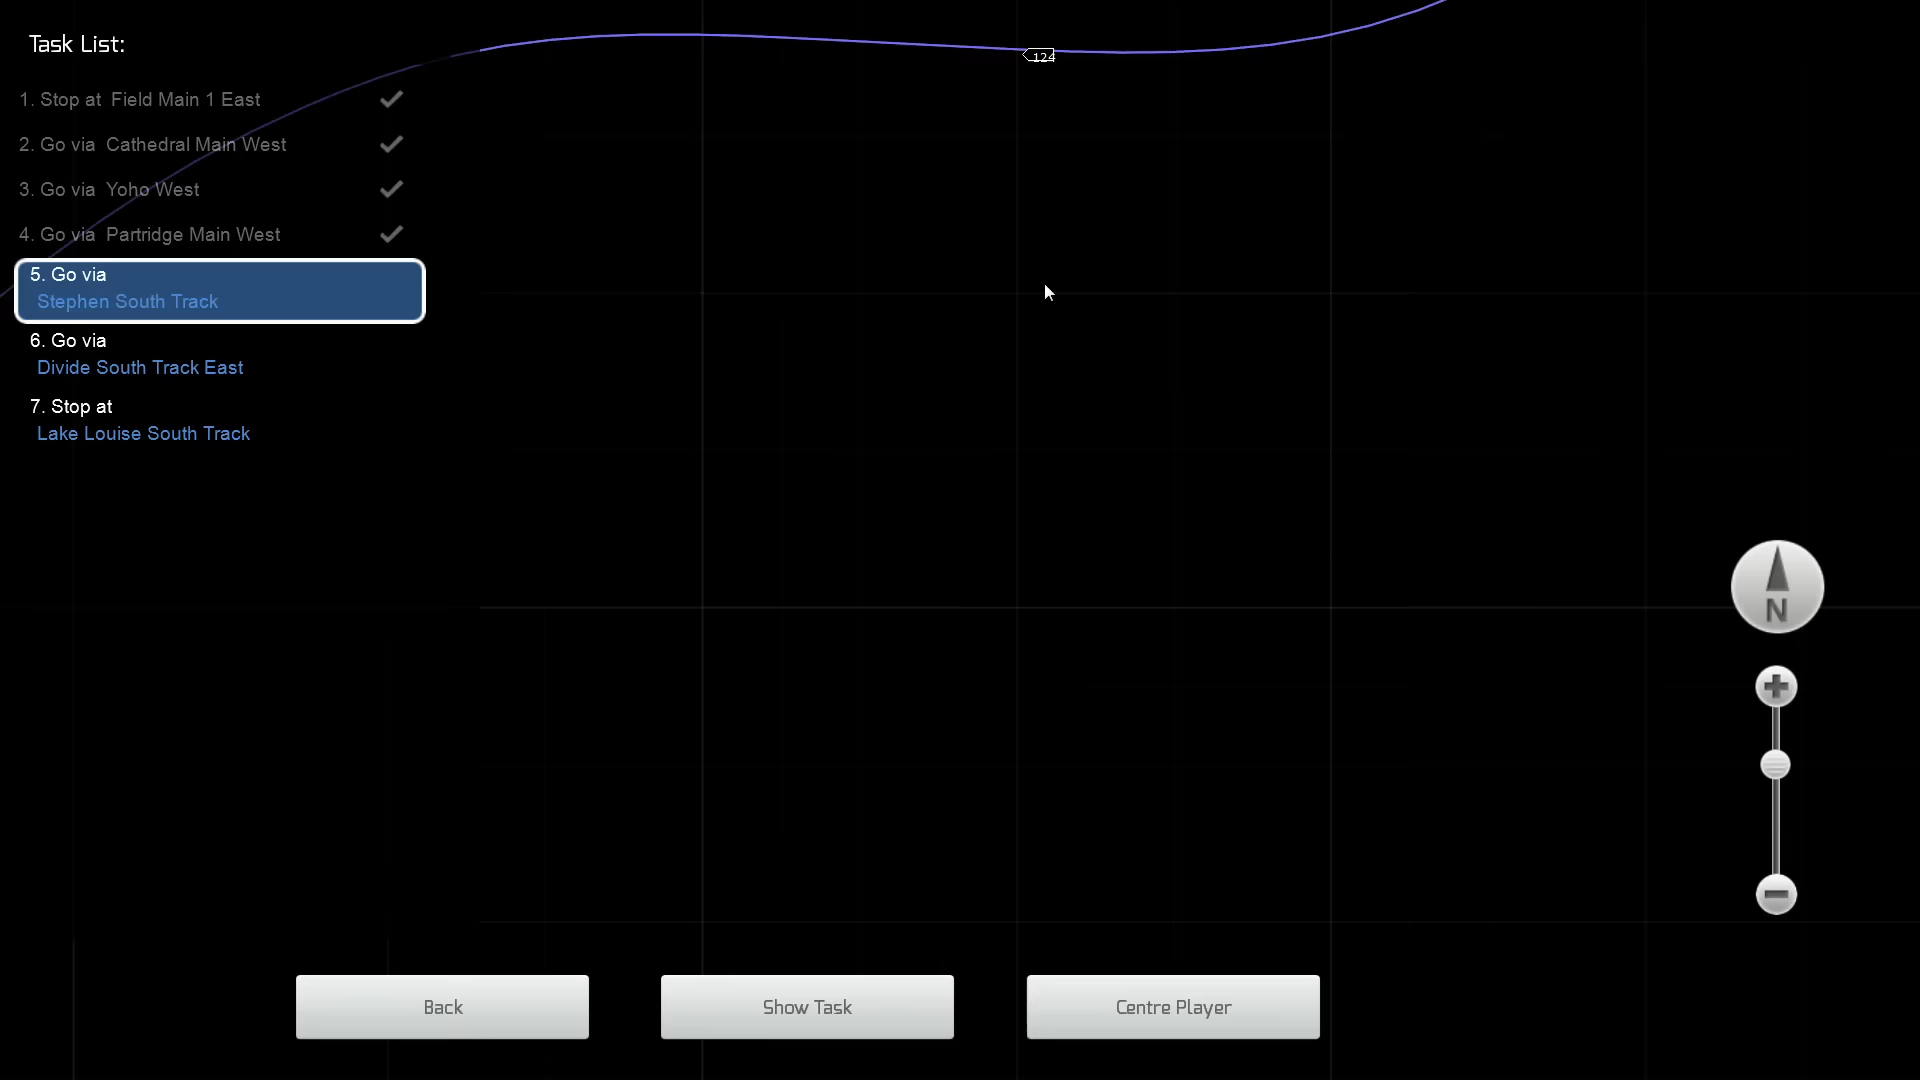 Task List:
1. Stop at Field Main 1 East
2. Go via Cathedral Main West
3. Go via Yoho West
4. Go via Partridge Main West
5. Go via
Stephen South Track
6. Go via
Divide South Track East
7. Stop at
Lake Louise South Track
124
N
Back
Show Task
Centre Player